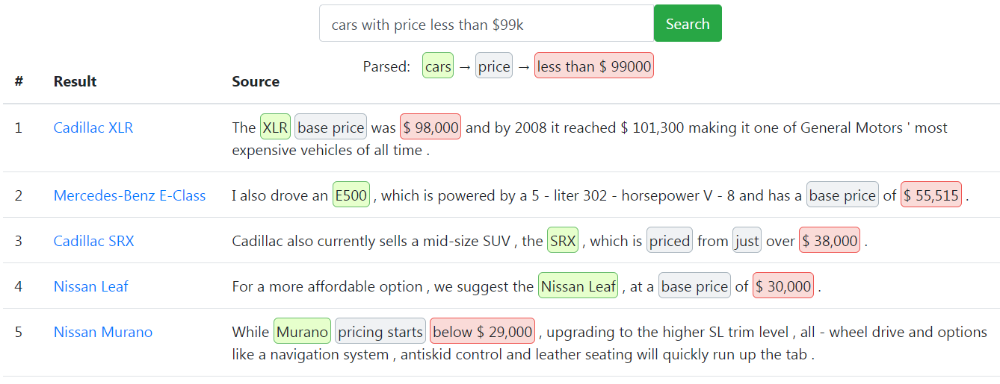 cars with price less than $99k Search
Parsed: cars → price → less than $ 99000
# Result Source
1 Cadillac XLR The XLR base price was $ 98,000 and by 2008 it reached $ 101,300 making it one of General Motors ' most
expensive vehicles of all time .
2 Mercedes-Benz E-Class I also drove an E500 , which is powered by a 5 - liter 302 - horsepower V - 8 and has a base price of $ 55,515 .
3 Cadillac SRX Cadillac also currently sells a mid-size SUV , the SRX , which is priced from just over $ 38,000 .
4 Nissan Leaf For a more affordable option , we suggest the Nissan Leaf , at a base price of $ 30,000 .
5 Nissan Murano While Murano pricing starts below $ 29,000 , upgrading to the higher SL trim level , all - wheel drive and options
like a navigation system , antiskid control and leather seating will quickly run up the tab .